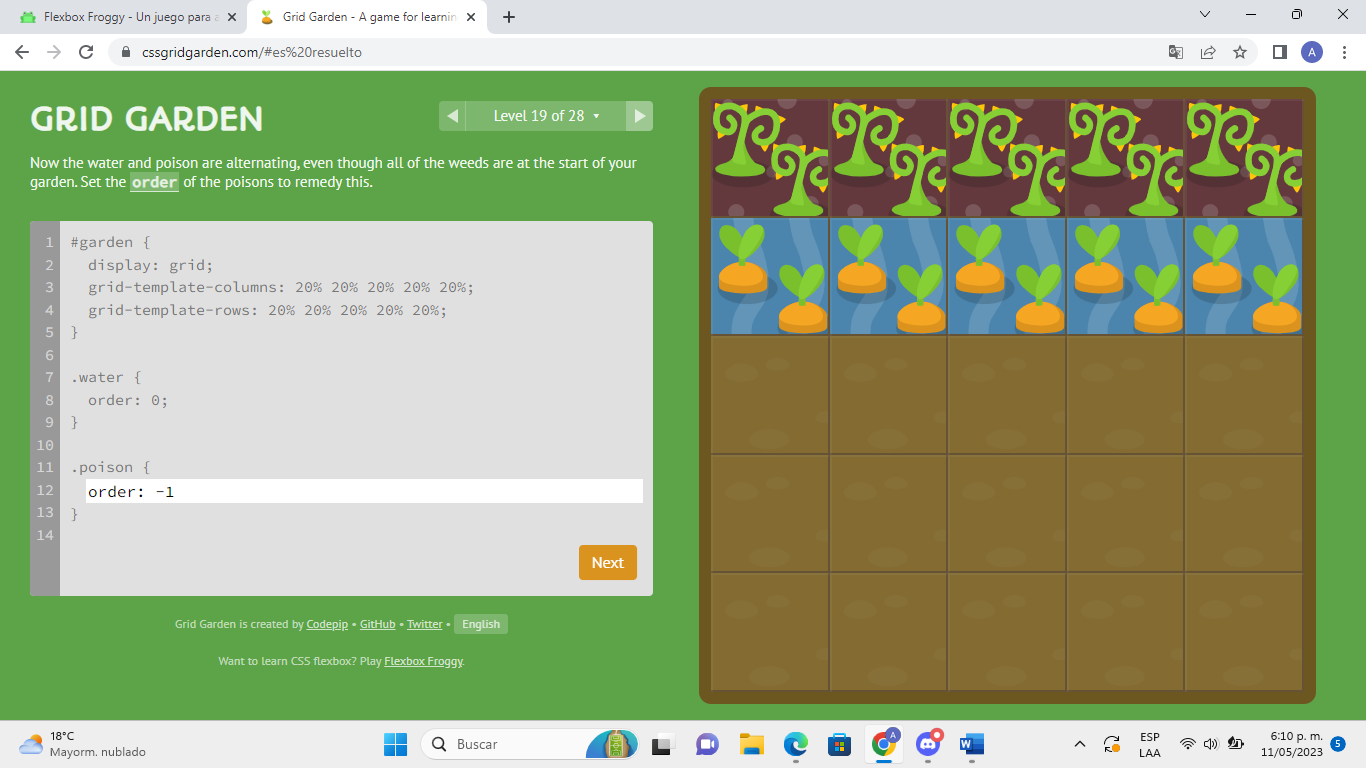 Flexbox Froggy - Un juego para a
Grid Garden - A game for learnin
cssgridgarden.com/#es%20resuelto
A
GRID GARDEN
Level 19 of 28
Now the water and poison are alternating, even though all of the weeds are at the start of your
garden. Set the order of the poisons to remedy this.
1 #garden {
2 display: grid;
3 grid-template-columns: 20% 20% 20% 20% 20%;
4 grid-template-rows: 20% 20% 20% 20% 20%;
5 }
6
7 .water {
8 order: 0;
9 }
10
11 .poison {
12 order: -1
13 }
14
Next
Grid Garden is created by Codepip • GitHub • Twitter • English
Want to learn CSS flexbox? Play Flexbox Froggy.
18°C
Mayorm. nublado
Buscar
A
W
ESP
LAA
6:10 p. m.
11/05/2023
5